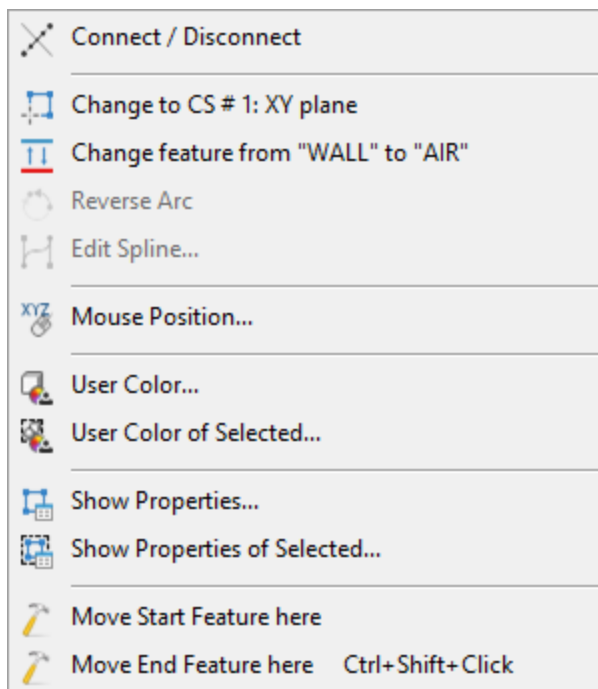 Connect / Disconnect
Change to CS # 1: XY plane
Change feature from "WALL" to "AIR"
Reverse Arc
Edit Spline...
XYZ
Mouse Position...
User Color...
User Color of Selected...
Show Properties...
Show Properties of Selected...
Move Start Feature here
Move End Feature here Ctrl+Shift+Click